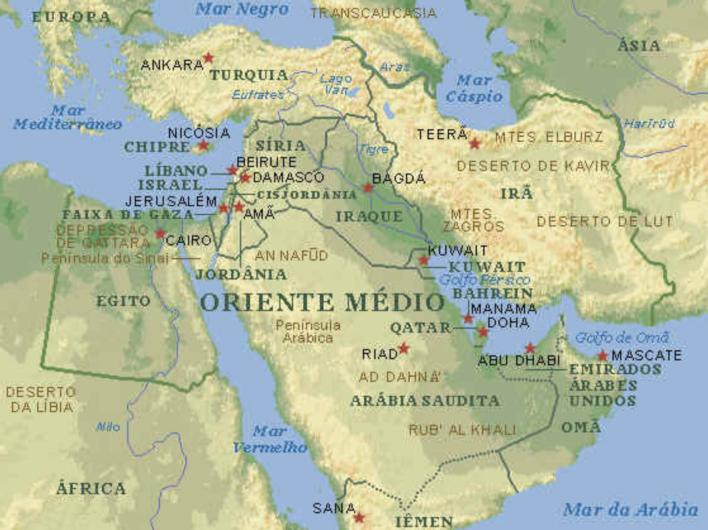 Mar Negro
TRANSCAUCÁSIA
EUROPA
ÁSIA
ANKARA
TURQUIA
Lago
Van
Aras
Mar
Cáspio
Eufrates
Mar
Mediterrâneo
NICÓSIA
CHIPRE
SÍRIA
Tigre
TEERÃ
MTES. ELBURZ
Harīrūd
BEIRUTE
LÍBANO
DAMASCO
ISRAEL
CISJORDÂNIA
BAGDÁ
DESERTO DE KAVIR
IRÃ
JERUSALÉM
FAIXA DE GAZA
AMÃ
IRAQUE
MTES.
ZAGROS
DESERTO DE LUT
DEPRESSÃO
DE QATTARA
CAIRO
Península do Sinai
AN NAFŪD
JORDÂNIA
KUWAIT
KUWAIT
Golfo Pérsico
EGITO
ORIENTE MÉDIO
BAHREIN
MANAMA
Península
Arábica
QATAR
DOHA
Golfo de Omã
RIAD
ABU DHABI
MASCATE
EMIRADOS
ÁRABES
UNIDOS
DESERTO
DA LÍBIA
AD DAHNĀ'
ARÁBIA SAUDITA
Nilo
Mar
Vermelho
RUB' AL KHALI
OMÃ
ÁFRICA
SANA
IÊMEN
Mar da Arábia